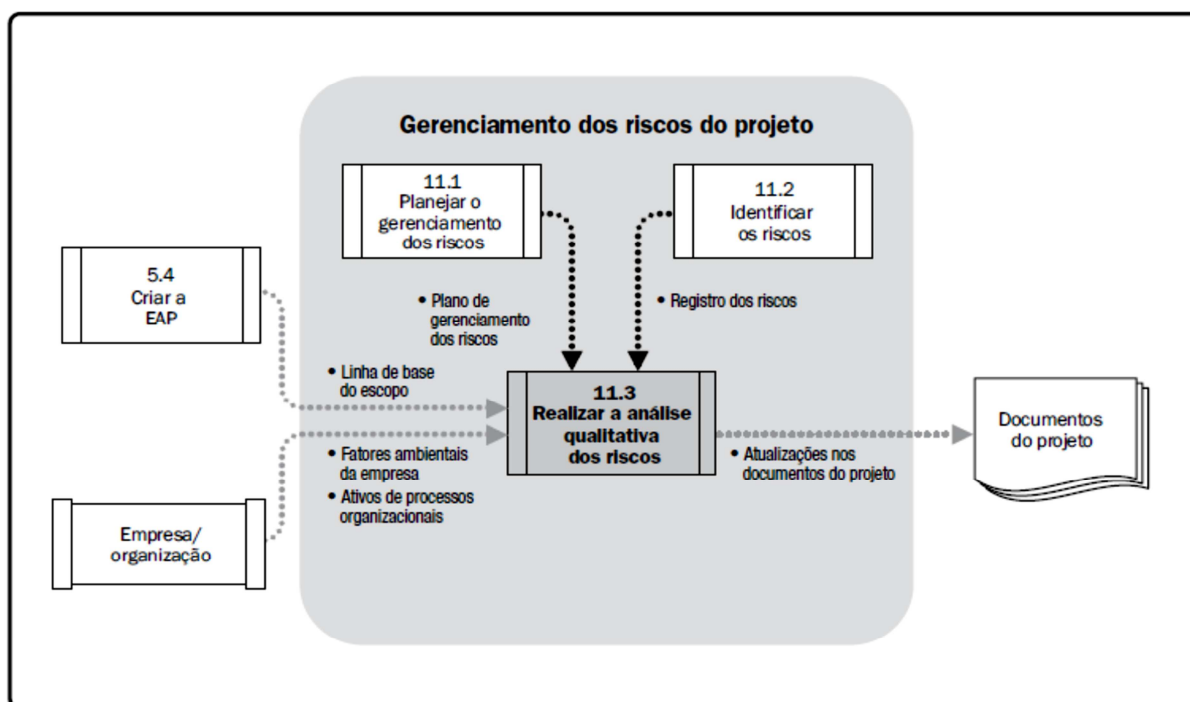 Gerenciamento dos riscos do projeto
11.1
Planejar o
gerenciamento
dos riscos
11.2
Identificar
os riscos
5.4
Criar a
EAP
• Plano de
gerenciamento
dos riscos
• Registro dos riscos
• Linha de base
do escopo
11.3
Realizar a análise
qualitativa
dos riscos
• Fatores ambientais
da empresa
• Ativos de processos
organizacionais
• Atualizações nos
documentos do projeto
Documentos
do projeto
Empresa/
organização